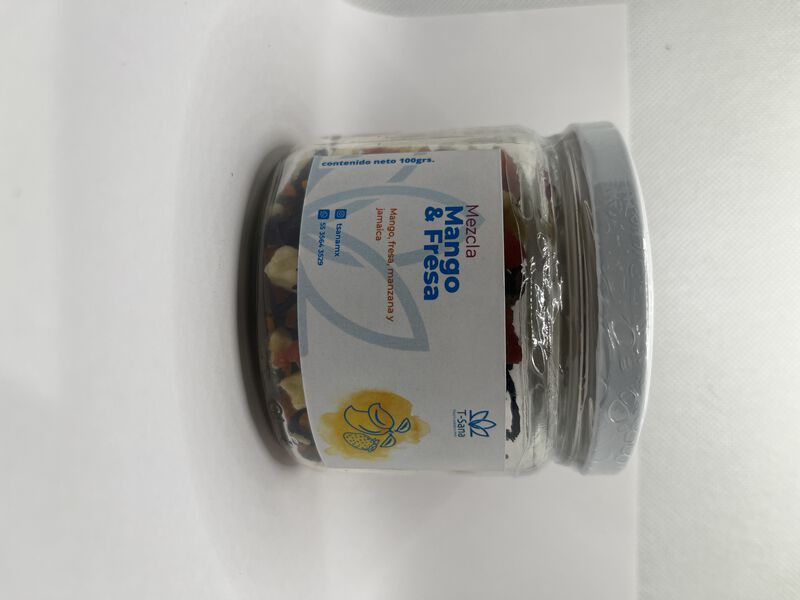 T-Sana
Mezcla
Mango
& Fresa
Mango, fresa, manzana y
jamaica
tsanamx
55 3564 3529
contenido neto 100grs.